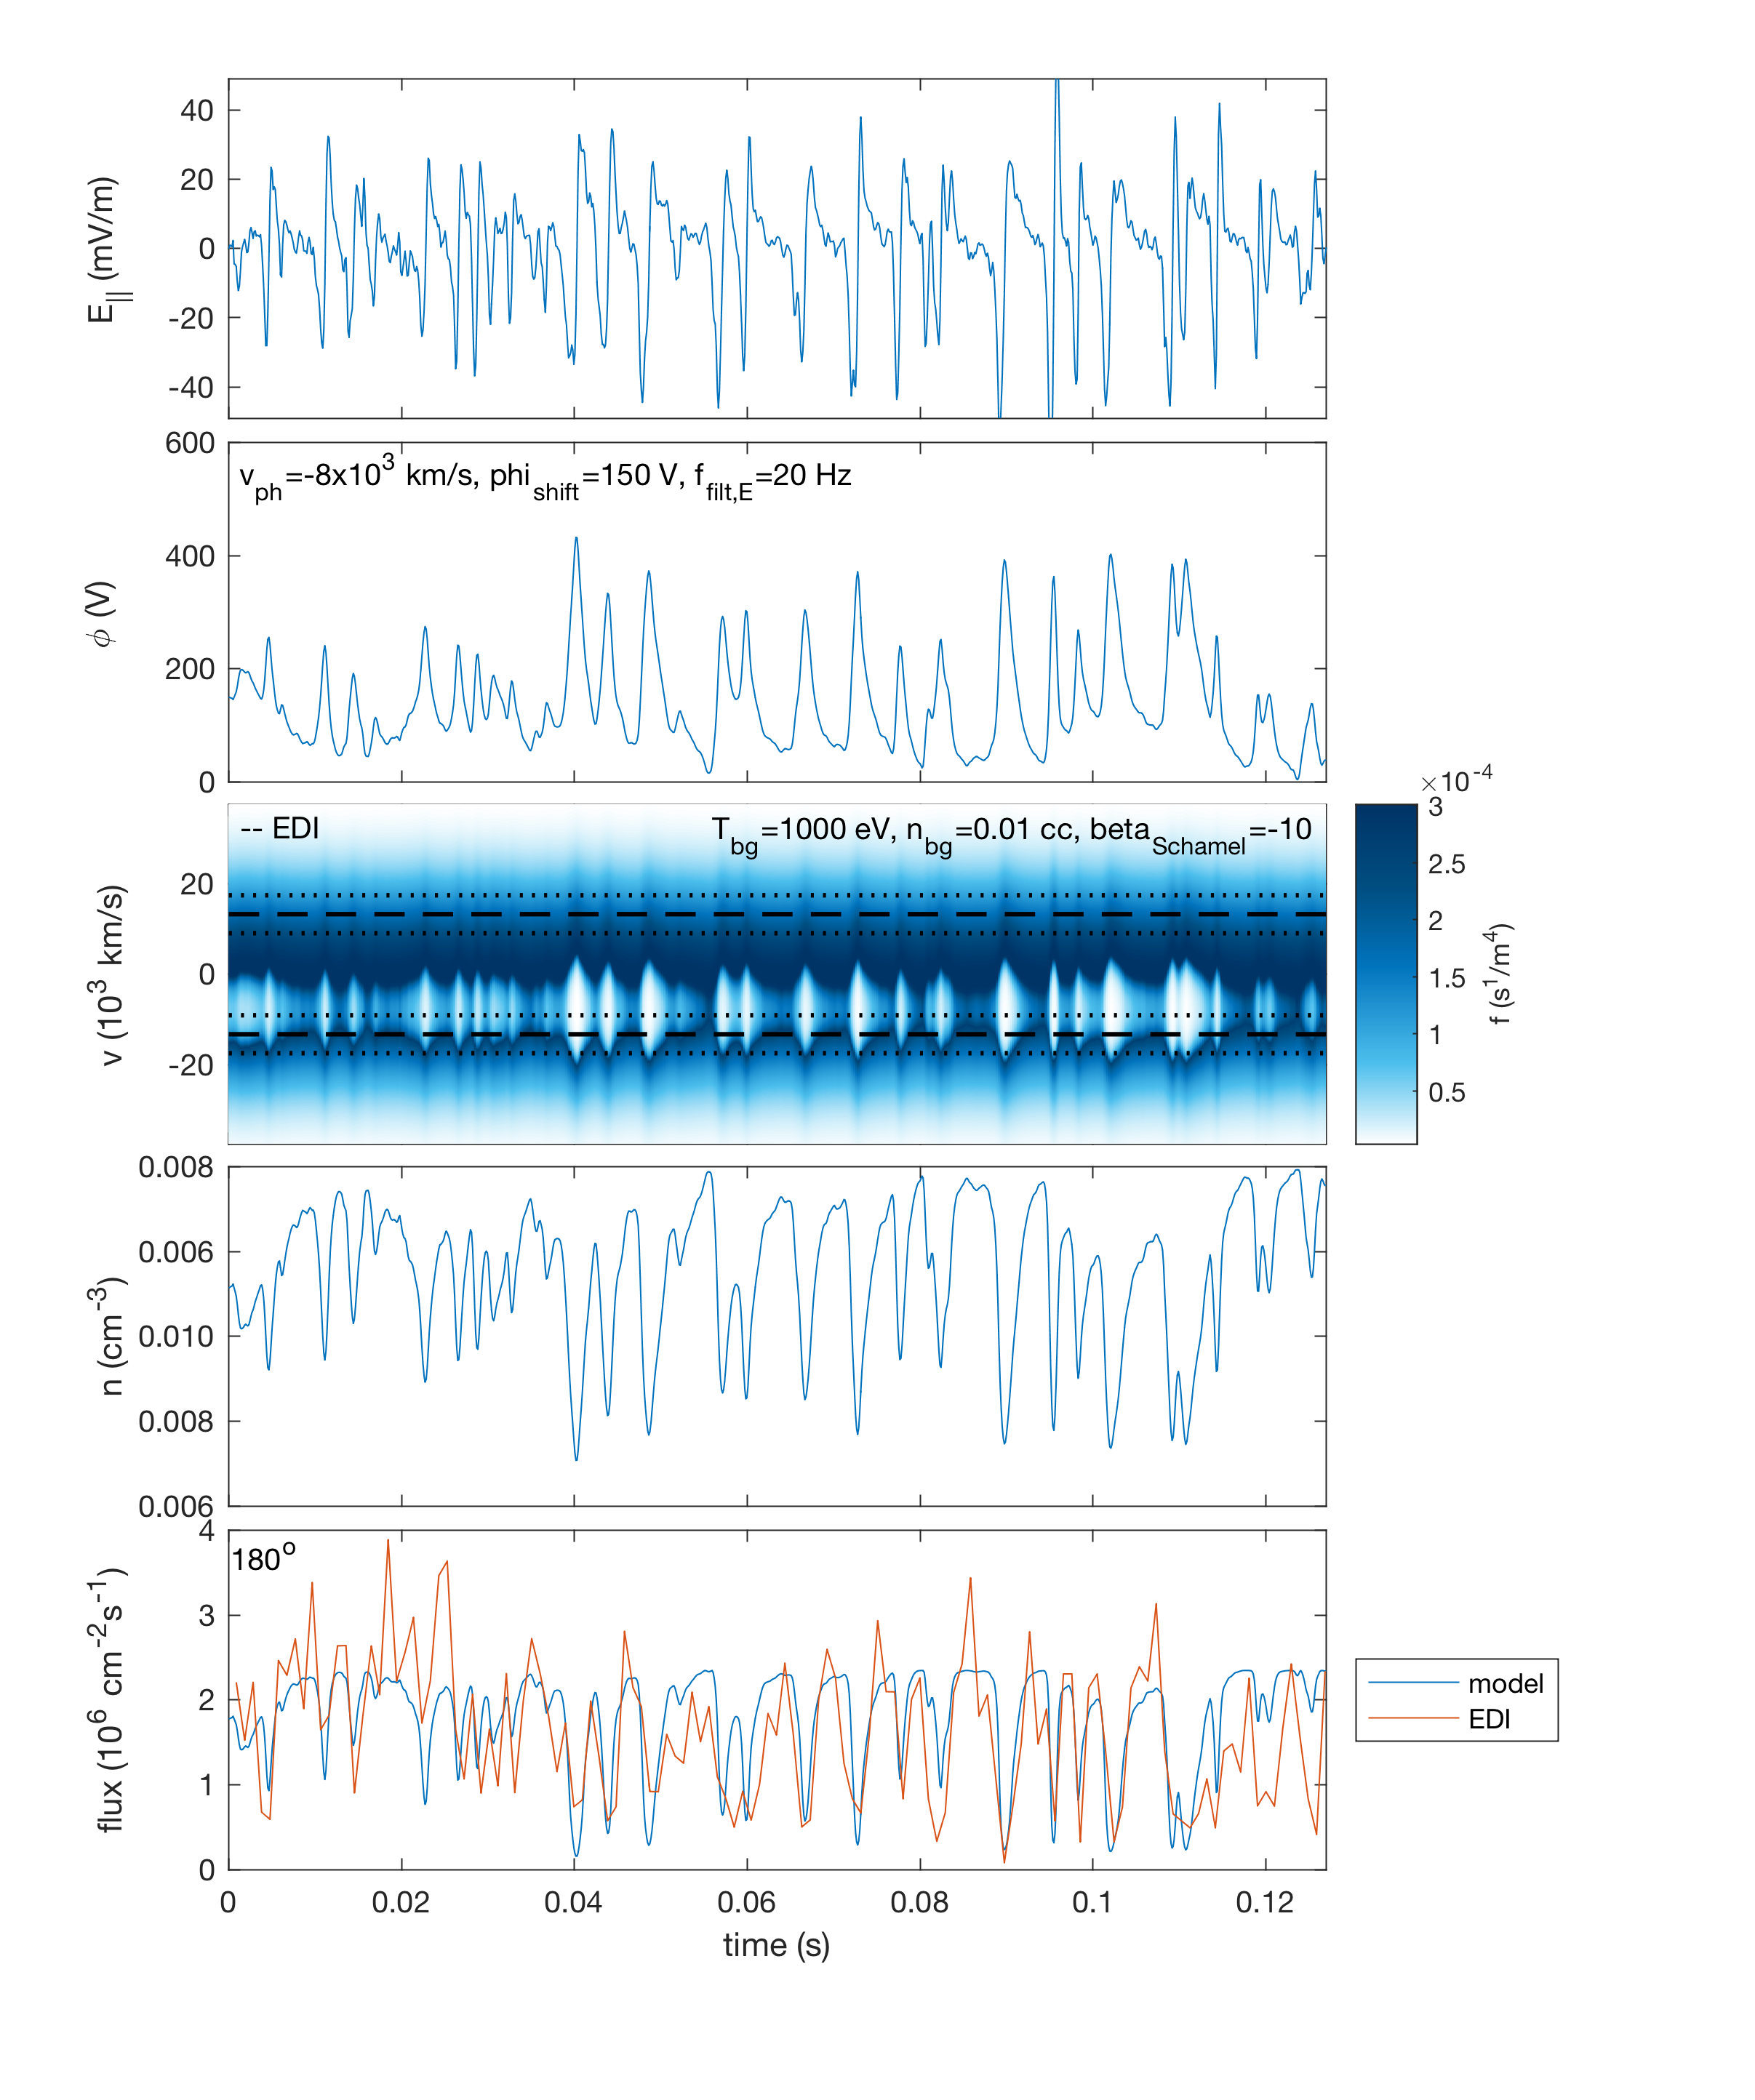 40
20
0
-20
-40
E|| (mV/m)
600
400
200
0
ϕ (V)
vph=-8x10³ km/s, phishift=150 V, ffilt,E=20 Hz
-- EDI
Tbg=1000 eV, nbg=0.01 cc, betaSchamel=-10
20
0
-20
v (10³ km/s)
×10⁻⁴
3
2.5
2
1.5
1
0.5
f (s¹/m⁴)
0.008
0.006
0.010
0.008
0.006
n (cm⁻³)
180°
4
3
2
1
0
flux (10⁶ cm⁻²s⁻¹)
model
EDI
0 0.02 0.04 0.06 0.08 0.1 0.12
time (s)